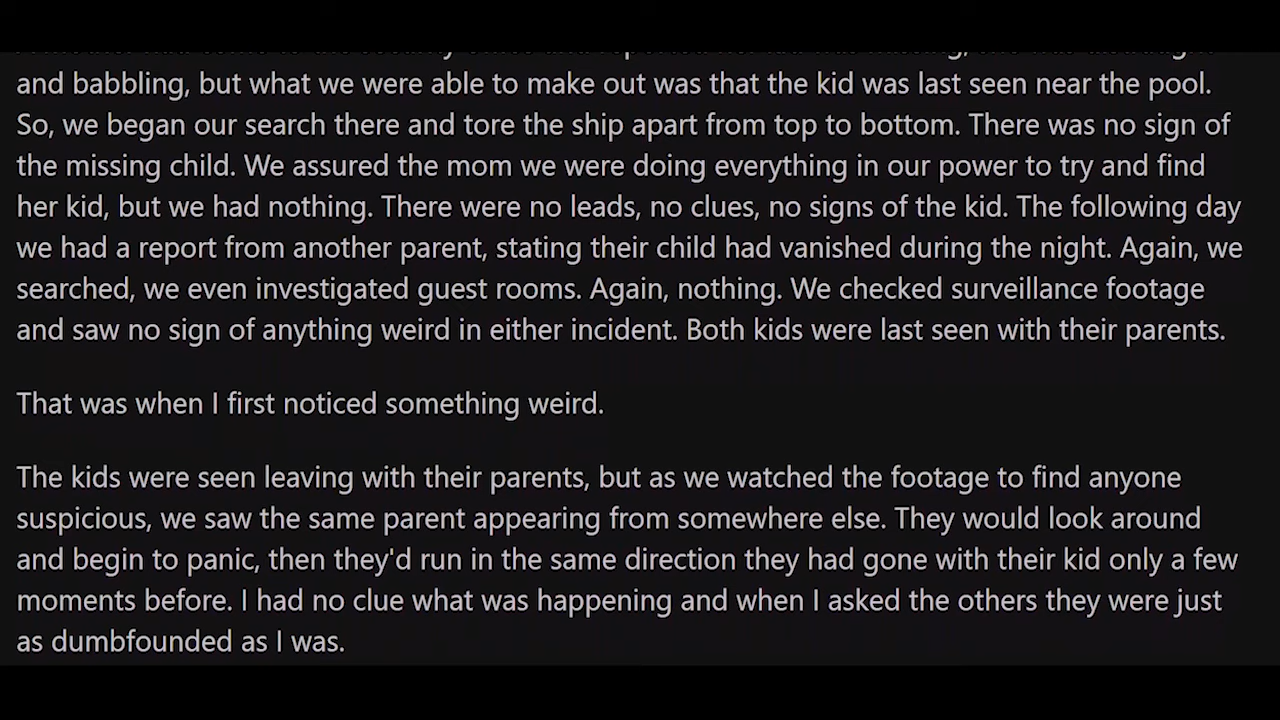 and babbling, but what we were able to make out was that the kid was last seen near the pool.
So, we began our search there and tore the ship apart from top to bottom. There was no sign of
the missing child. We assured the mom we were doing everything in our power to try and find
her kid, but we had nothing. There were no leads, no clues, no signs of the kid. The following day
we had a report from another parent, stating their child had vanished during the night. Again, we
searched, we even investigated guest rooms. Again, nothing. We checked surveillance footage
and saw no sign of anything weird in either incident. Both kids were last seen with their parents.
That was when I first noticed something weird.
The kids were seen leaving with their parents, but as we watched the footage to find anyone
suspicious, we saw the same parent appearing from somewhere else. They would look around
and begin to panic, then they'd run in the same direction they had gone with their kid only a few
moments before. I had no clue what was happening and when I asked the others they were just
as dumbfounded as I was.